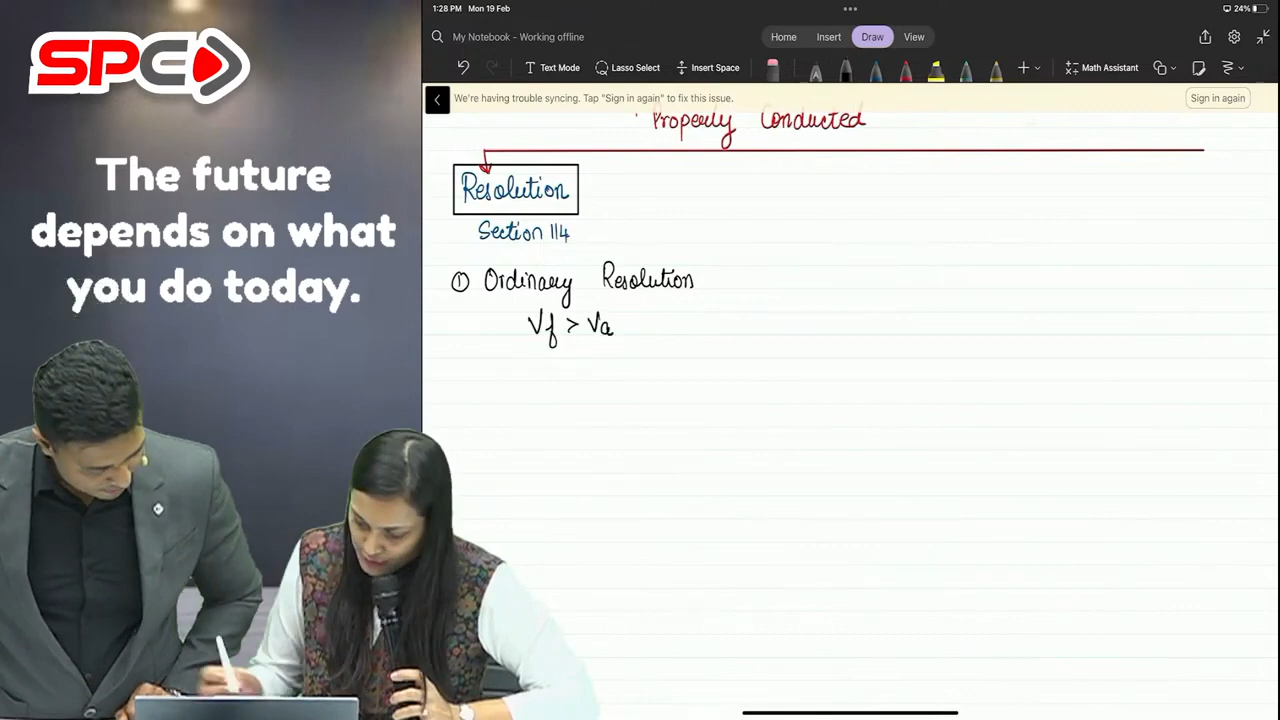 SPE
The future
depends on what
you do today.
1:28 PM Mon 19 Feb
24%
My Notebook - Working offline
Home Insert Draw View
Text Mode Lasso Select Insert Space Math Assistant
We're having trouble syncing. Tap "Sign in again" to fix this issue.
Sign in again
Properly Conducted
Resolution
Section 114
① Ordinary Resolution
Vf > Va